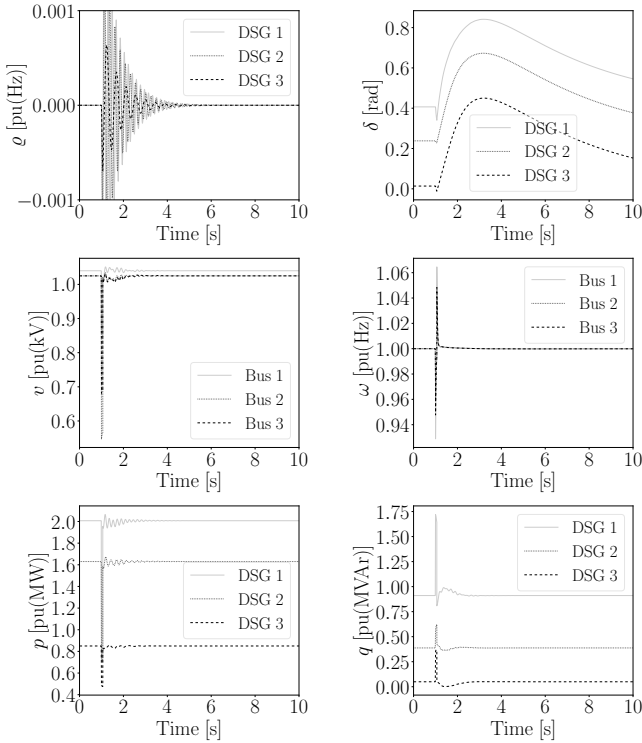 0.001
0.000
−0.001
ϱ [pu(Hz)]
DSG 1
DSG 2
DSG 3
0 2 4 6 8 10
Time [s]
0.8
0.6
0.4
0.2
0.0
δ [rad]
DSG 1
DSG 2
DSG 3
0 2 4 6 8 10
Time [s]
1.0
0.9
0.8
0.7
0.6
v [pu(kV)]
Bus 1
Bus 2
Bus 3
0 2 4 6 8 10
Time [s]
1.06
1.04
1.02
1.00
0.98
0.96
0.94
ω [pu(Hz)]
Bus 1
Bus 2
Bus 3
0 2 4 6 8 10
Time [s]
2.0
1.8
1.6
1.4
1.2
1.0
0.8
0.6
0.4
p [pu(MW)]
DSG 1
DSG 2
DSG 3
0 2 4 6 8 10
Time [s]
1.75
1.50
1.25
1.00
0.75
0.50
0.25
0.00
q [pu(MVAr)]
DSG 1
DSG 2
DSG 3
0 2 4 6 8 10
Time [s]